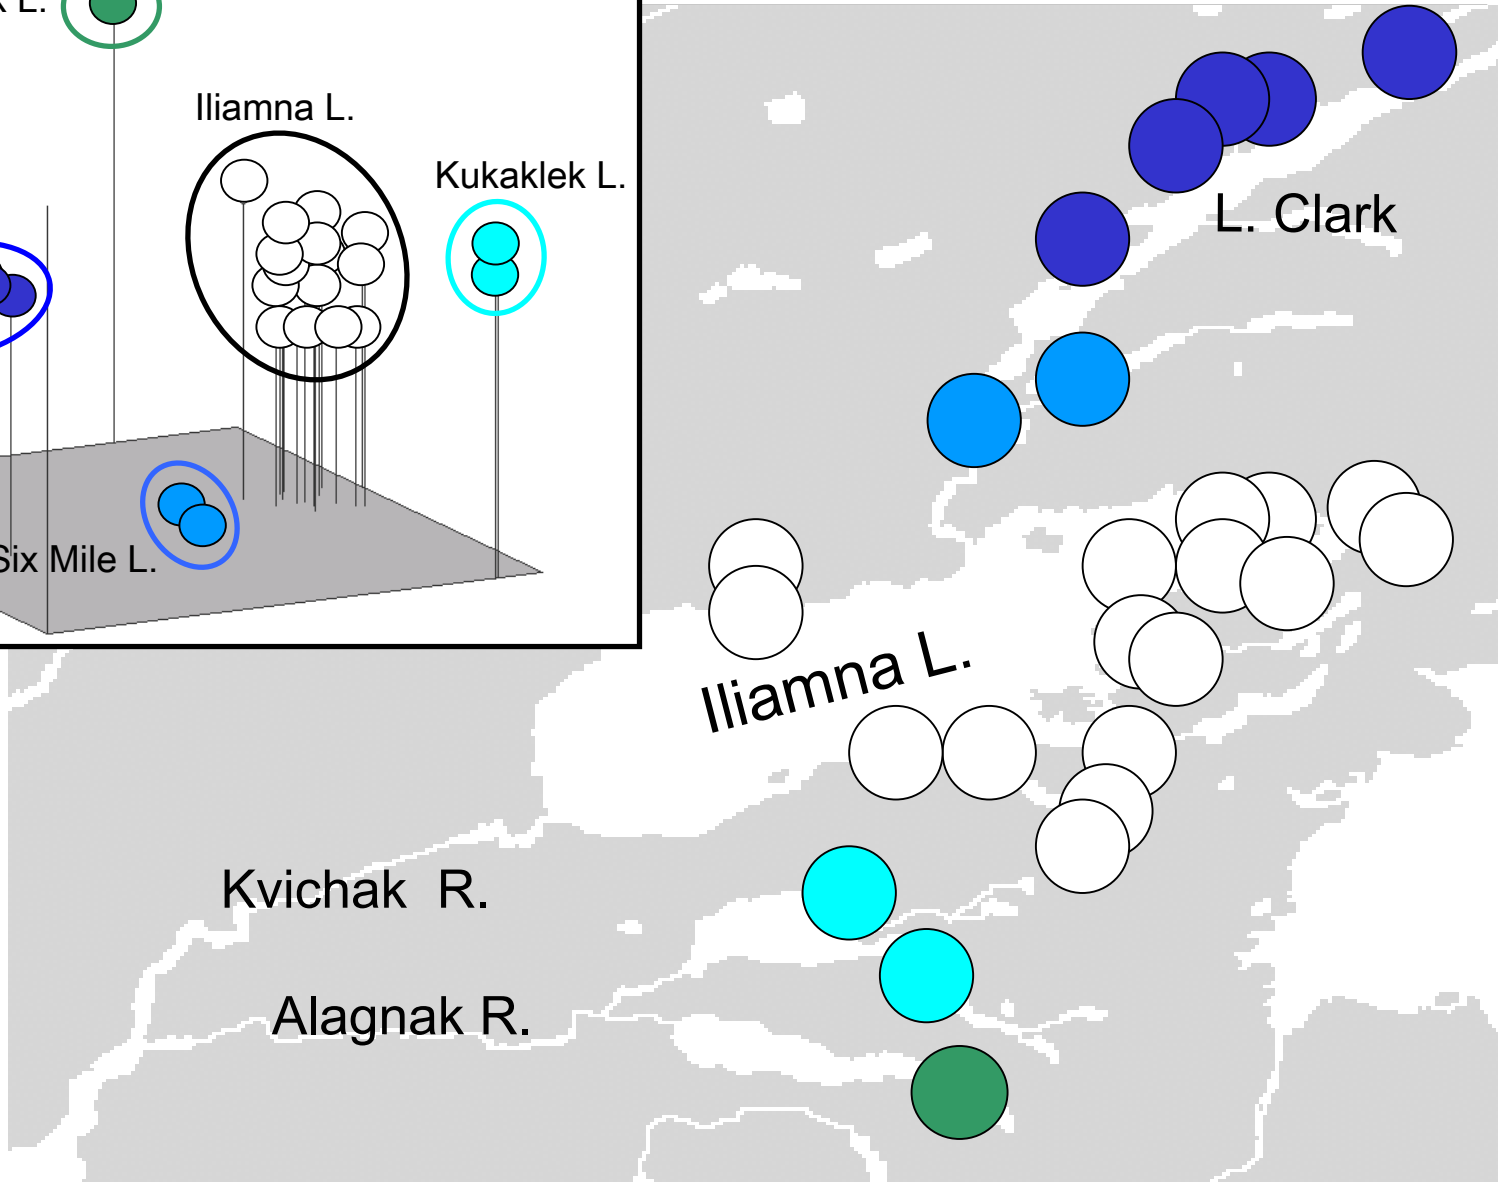 L.
Iliamna L.
Kukaklek L.
L. Clark
Six Mile L.
Iliamna L.
Kvichak R.
Alagnak R.